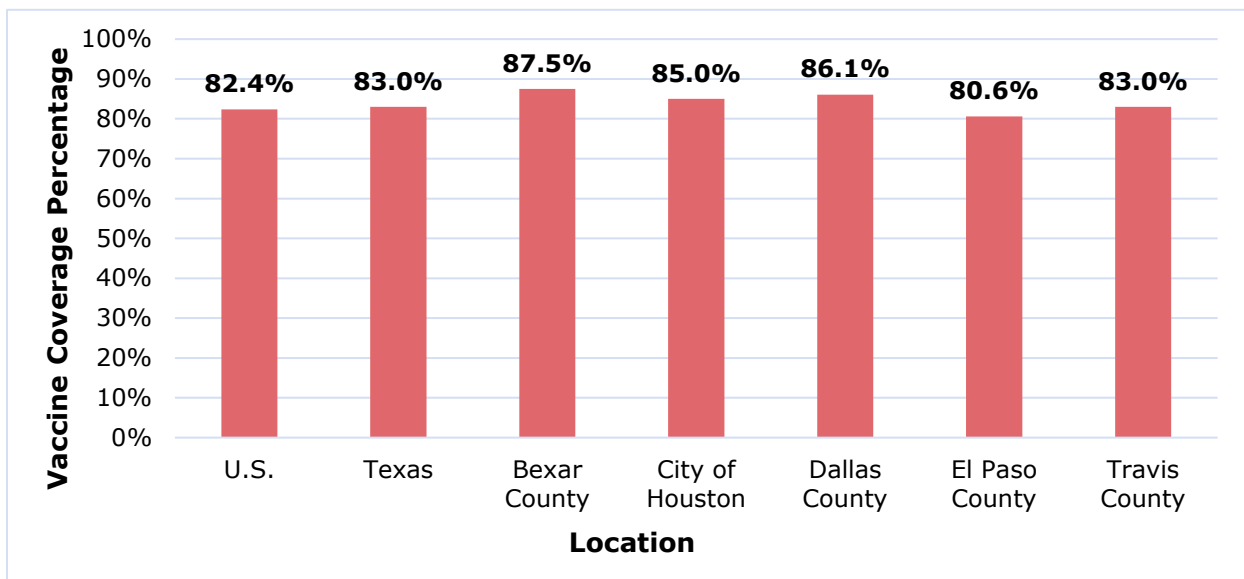 Vaccine Coverage Percentage
100%
90%
80%
70%
60%
50%
40%
30%
20%
10%
0%
82.4%
83.0%
87.5%
85.0%
86.1%
80.6%
83.0%
U.S.
Texas
Bexar
County
City of
Houston
Dallas
County
El Paso
County
Travis
County
Location